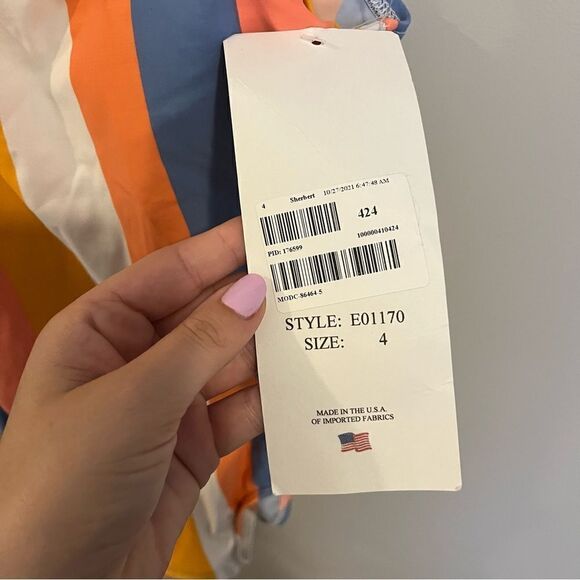 4 Sherbert 10/27/2021 6:47:48 AM
424
PID: 176599 100000410424
MODC-86464-5
STYLE: E01170
SIZE: 4
MADE IN THE U.S.A.
OF IMPORTED FABRICS